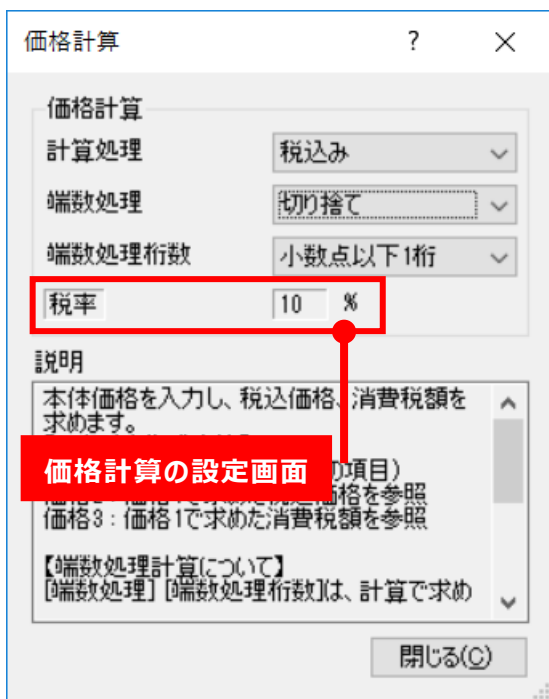 価格計算 ? ×
価格計算
計算処理 税込み
端数処理 切り捨て
端数処理桁数 小数点以下1桁
税率 10 %
説明
本体価格を入力し、税込価格、消費税額を
求めます。
価格計算の設定画面
の項目)
を参照
価格3:価格1で求めた消費税額を参照
【端数処理計算について】
[端数処理] [端数処理桁数]は、計算で求め
閉じる(C)